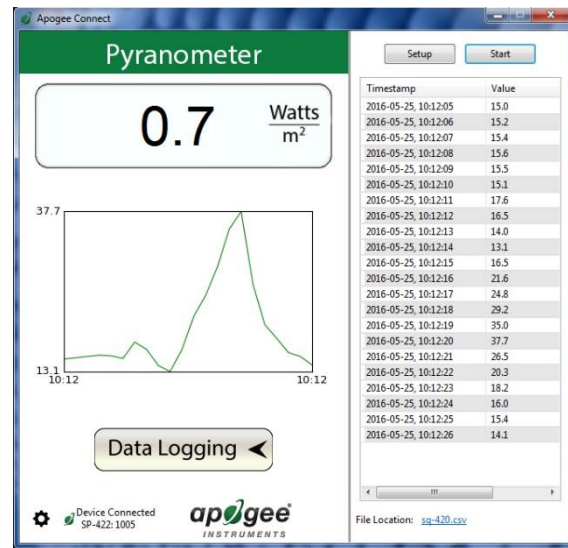 Apogee Connect
Pyranometer
0.7 Watts
m²
37.7
13.1
10:12 10:12
Data Logging
Device Connected
SP-422: 1005
apogee
INSTRUMENTS
Setup Start
Timestamp Value
2016-05-25, 10:12:05 15.0
2016-05-25, 10:12:06 15.2
2016-05-25, 10:12:07 15.4
2016-05-25, 10:12:08 15.6
2016-05-25, 10:12:09 15.5
2016-05-25, 10:12:10 15.1
2016-05-25, 10:12:11 17.6
2016-05-25, 10:12:12 16.5
2016-05-25, 10:12:13 14.0
2016-05-25, 10:12:14 13.1
2016-05-25, 10:12:15 16.5
2016-05-25, 10:12:16 21.6
2016-05-25, 10:12:17 24.8
2016-05-25, 10:12:18 29.2
2016-05-25, 10:12:19 35.0
2016-05-25, 10:12:20 37.7
2016-05-25, 10:12:21 26.5
2016-05-25, 10:12:22 20.3
2016-05-25, 10:12:23 18.2
2016-05-25, 10:12:24 16.0
2016-05-25, 10:12:25 15.4
2016-05-25, 10:12:26 14.1
File Location: sq-420.csv